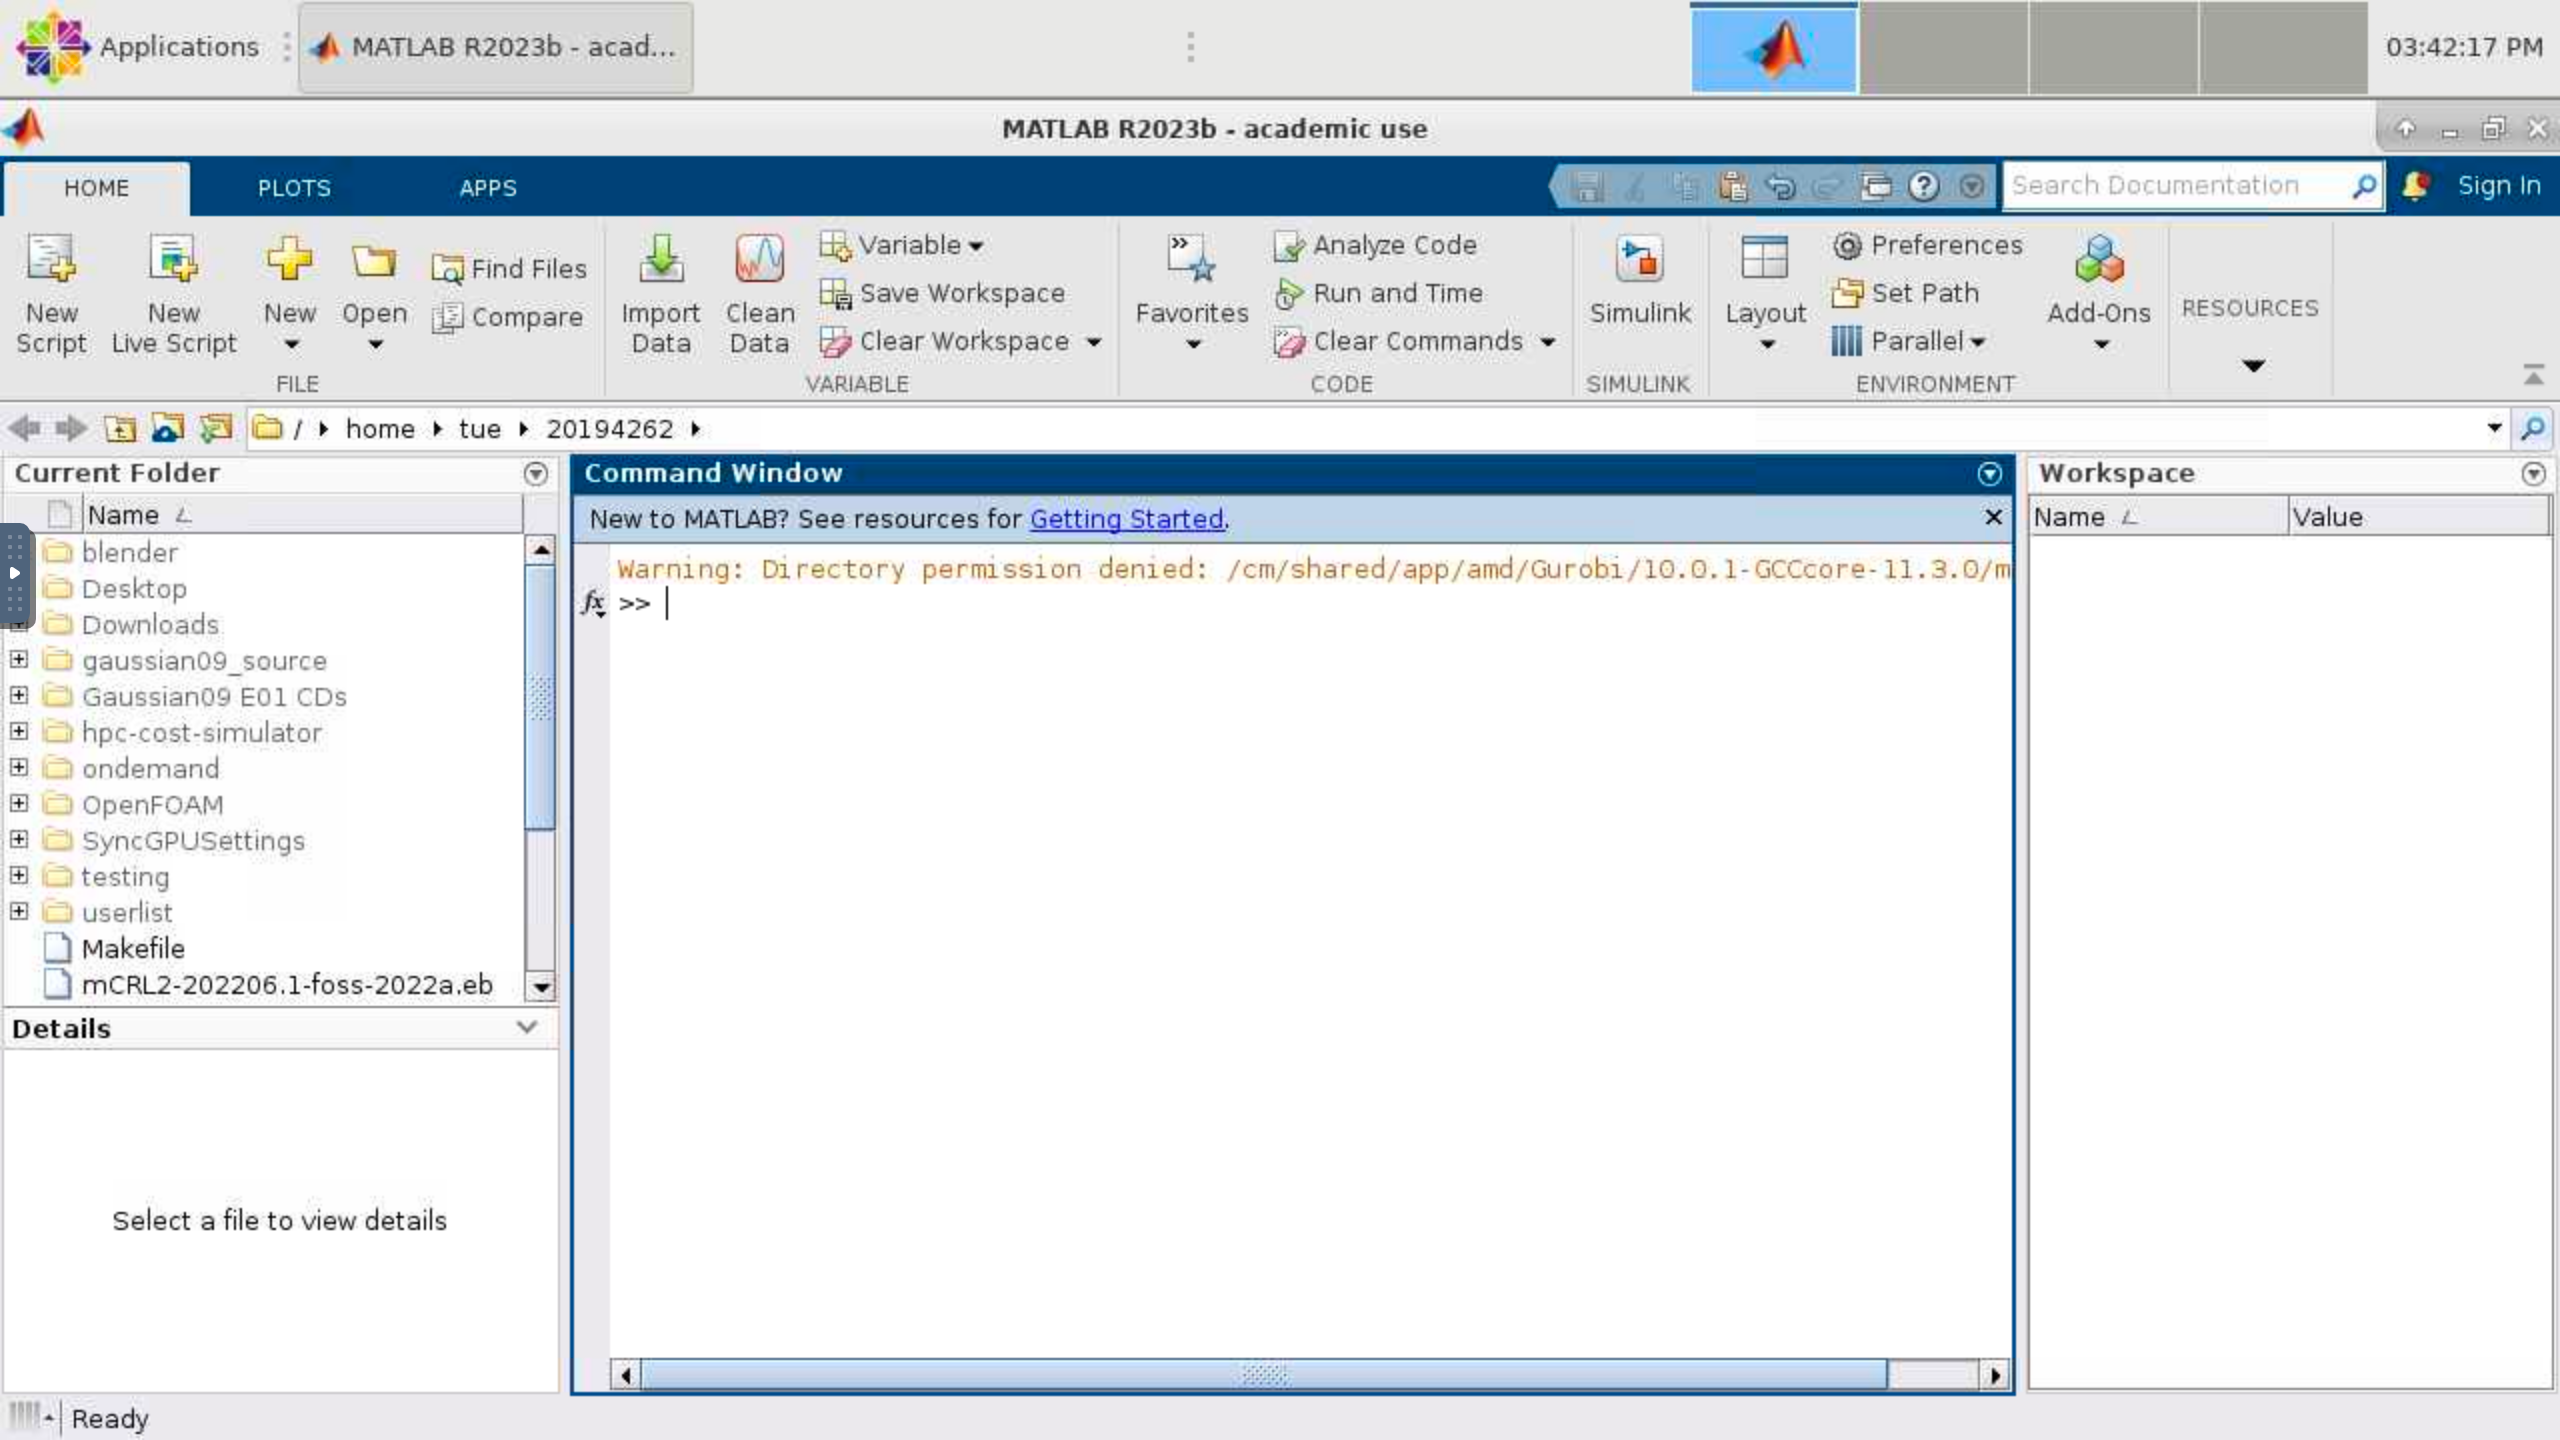 Applications
MATLAB R2023b - acad...
03:42:17 PM
MATLAB R2023b - academic use
HOME
PLOTS
APPS
Search Documentation
Sign In
New Script
New Live Script
New
Open
Find Files
Compare
FILE
Import Data
Clean Data
Variable
Save Workspace
Clear Workspace
VARIABLE
Favorites
Analyze Code
Run and Time
Clear Commands
CODE
Simulink
SIMULINK
Layout
Preferences
Set Path
Parallel
Add-Ons
ENVIRONMENT
RESOURCES
/ home tue 20194262
Current Folder
Name
blender
Desktop
Downloads
gaussian09_source
Gaussian09 E01 CDs
hpc-cost-simulator
ondemand
OpenFOAM
SyncGPUSettings
testing
userlist
Makefile
mCRL2-202206.1-foss-2022a.eb
Details
Select a file to view details
Command Window
New to MATLAB? See resources for Getting Started.
Warning: Directory permission denied: /cm/shared/app/amd/Gurobi/10.0.1-GCCcore-11.3.0/m
fx >>
Workspace
Name
Value
Ready